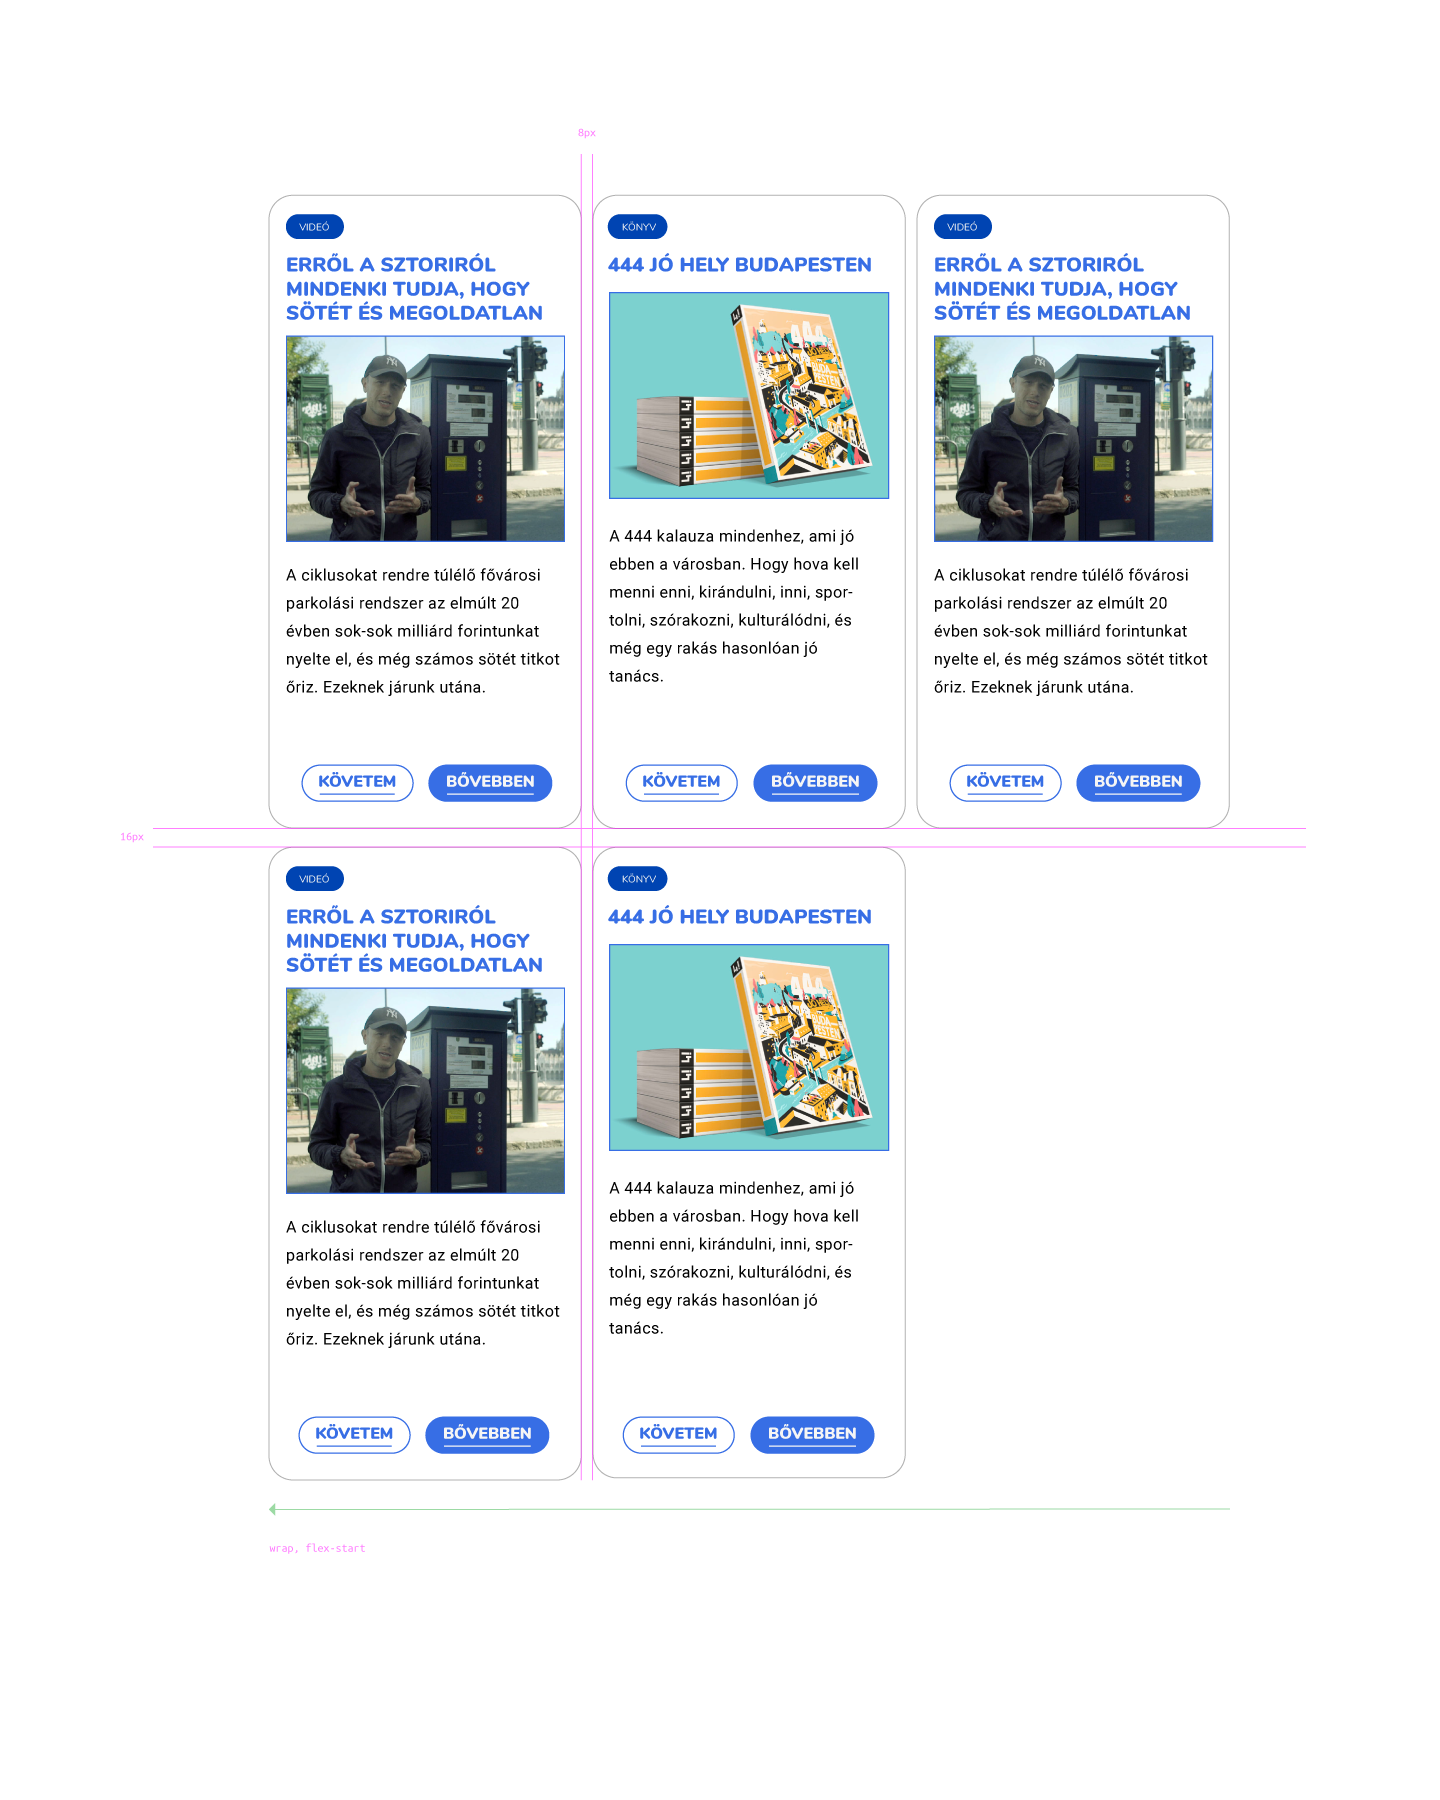 8px
VIDEÓ
ERRŐL A SZTORIRÓL
MINDENKI TUDJA, HOGY
SÖTÉT ÉS MEGOLDATLAN
A ciklusokat rendre túlélő fővárosi
parkolási rendszer az elmúlt 20
évben sok-sok milliárd forintunkat
nyelte el, és még számos sötét titkot
őriz. Ezeknek járunk utána.
KÖVETEM BŐVEBBEN
KÖNYV
444 JÓ HELY BUDAPESTEN
A 444 kalauza mindenhez, ami jó
ebben a városban. Hogy hova kell
menni enni, kirándulni, inni, spor-
tolni, szórakozni, kulturálódni, és
még egy rakás hasonlóan jó
tanács.
KÖVETEM BŐVEBBEN
VIDEÓ
ERRŐL A SZTORIRÓL
MINDENKI TUDJA, HOGY
SÖTÉT ÉS MEGOLDATLAN
A ciklusokat rendre túlélő fővárosi
parkolási rendszer az elmúlt 20
évben sok-sok milliárd forintunkat
nyelte el, és még számos sötét titkot
őriz. Ezeknek járunk utána.
KÖVETEM BŐVEBBEN
16px
VIDEÓ
ERRŐL A SZTORIRÓL
MINDENKI TUDJA, HOGY
SÖTÉT ÉS MEGOLDATLAN
A ciklusokat rendre túlélő fővárosi
parkolási rendszer az elmúlt 20
évben sok-sok milliárd forintunkat
nyelte el, és még számos sötét titkot
őriz. Ezeknek járunk utána.
KÖVETEM BŐVEBBEN
KÖNYV
444 JÓ HELY BUDAPESTEN
A 444 kalauza mindenhez, ami jó
ebben a városban. Hogy hova kell
menni enni, kirándulni, inni, spor-
tolni, szórakozni, kulturálódni, és
még egy rakás hasonlóan jó
tanács.
KÖVETEM BŐVEBBEN
wrap, flex-start